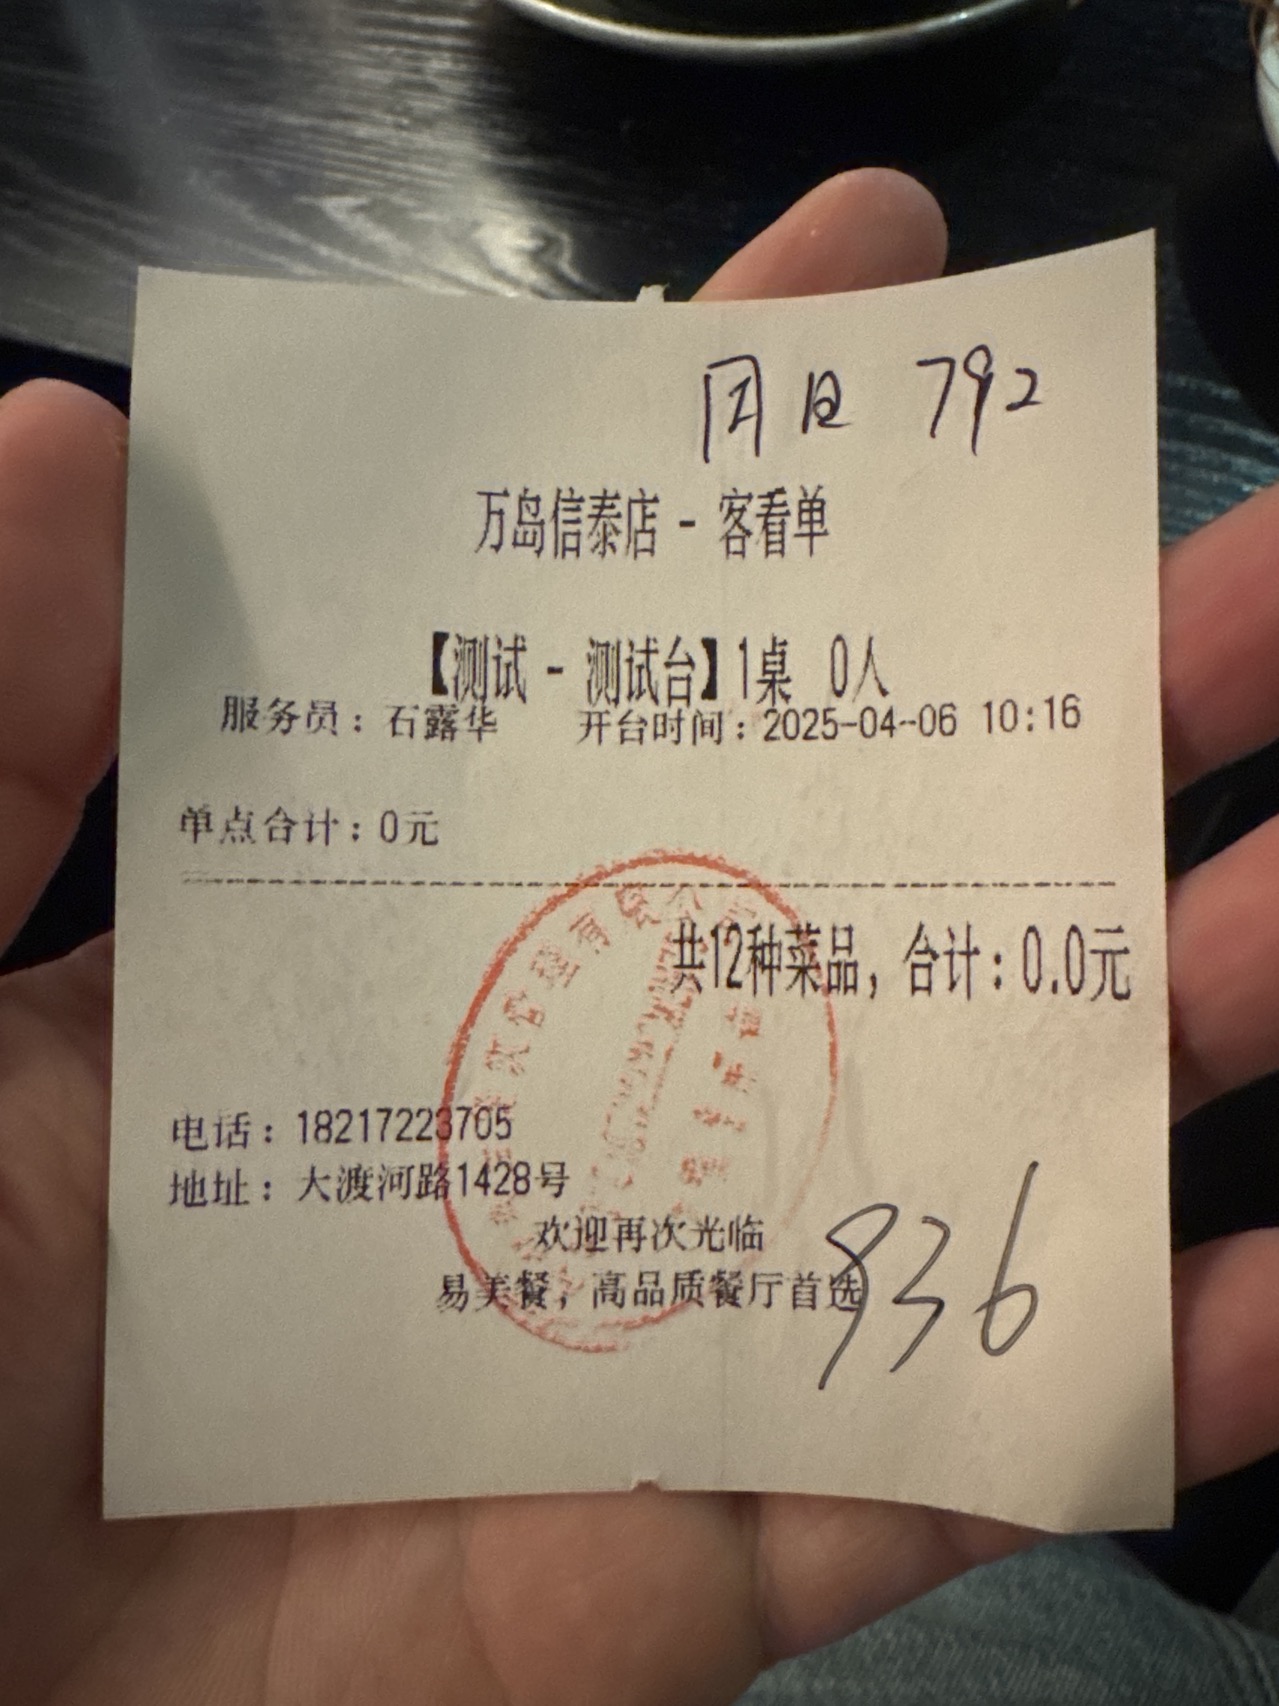 792
万岛信泰店 - 客看单
【测试 - 测试台】1桌 0人
服务员:石露华 开台时间:2025-04-06 10:16
单点合计:0元
共12种菜品, 合计:0.0元
电话:18217223705
地址:大渡河路1428号
欢迎再次光临
易美餐, 高品质餐厅首选
936